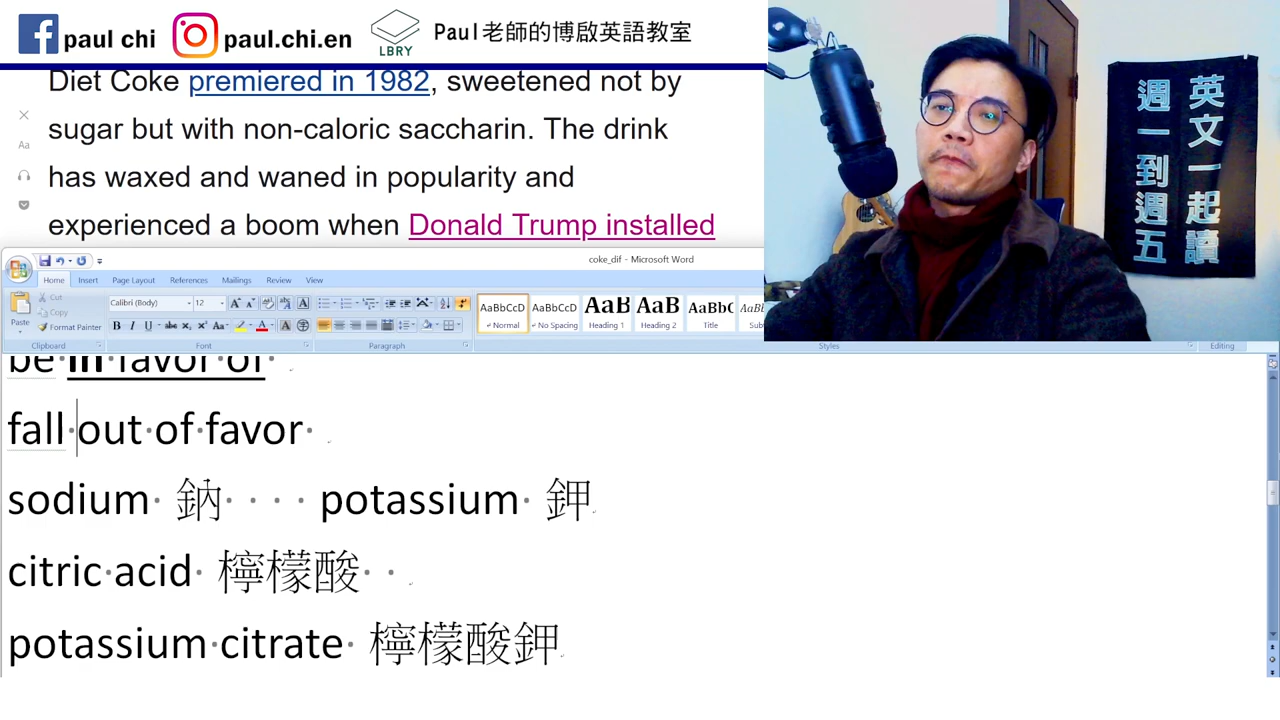 paul chi
paul.chi.en
LBRY
Paul老師的博啟英語教室
Diet Coke premiered in 1982, sweetened not by
sugar but with non-caloric saccharin. The drink
has waxed and waned in popularity and
experienced a boom when Donald Trump installed
Aa
英文一起讀
週一到週五
coke_dif - Microsoft Word
Home Insert Page Layout References Mailings Review View
Paste
Cut
Copy
Format Painter
Clipboard
Calibri (Body) 12
Font
Paragraph
AaBbCcD AaBbCcD AaB AaB AaBb(
Normal No Spacing Heading 1 Heading 2 Title
Styles
Editing
be in favor of
fall out of favor
sodium 鈉 potassium 鉀
citric acid 檸檬酸
potassium citrate 檸檬酸鉀